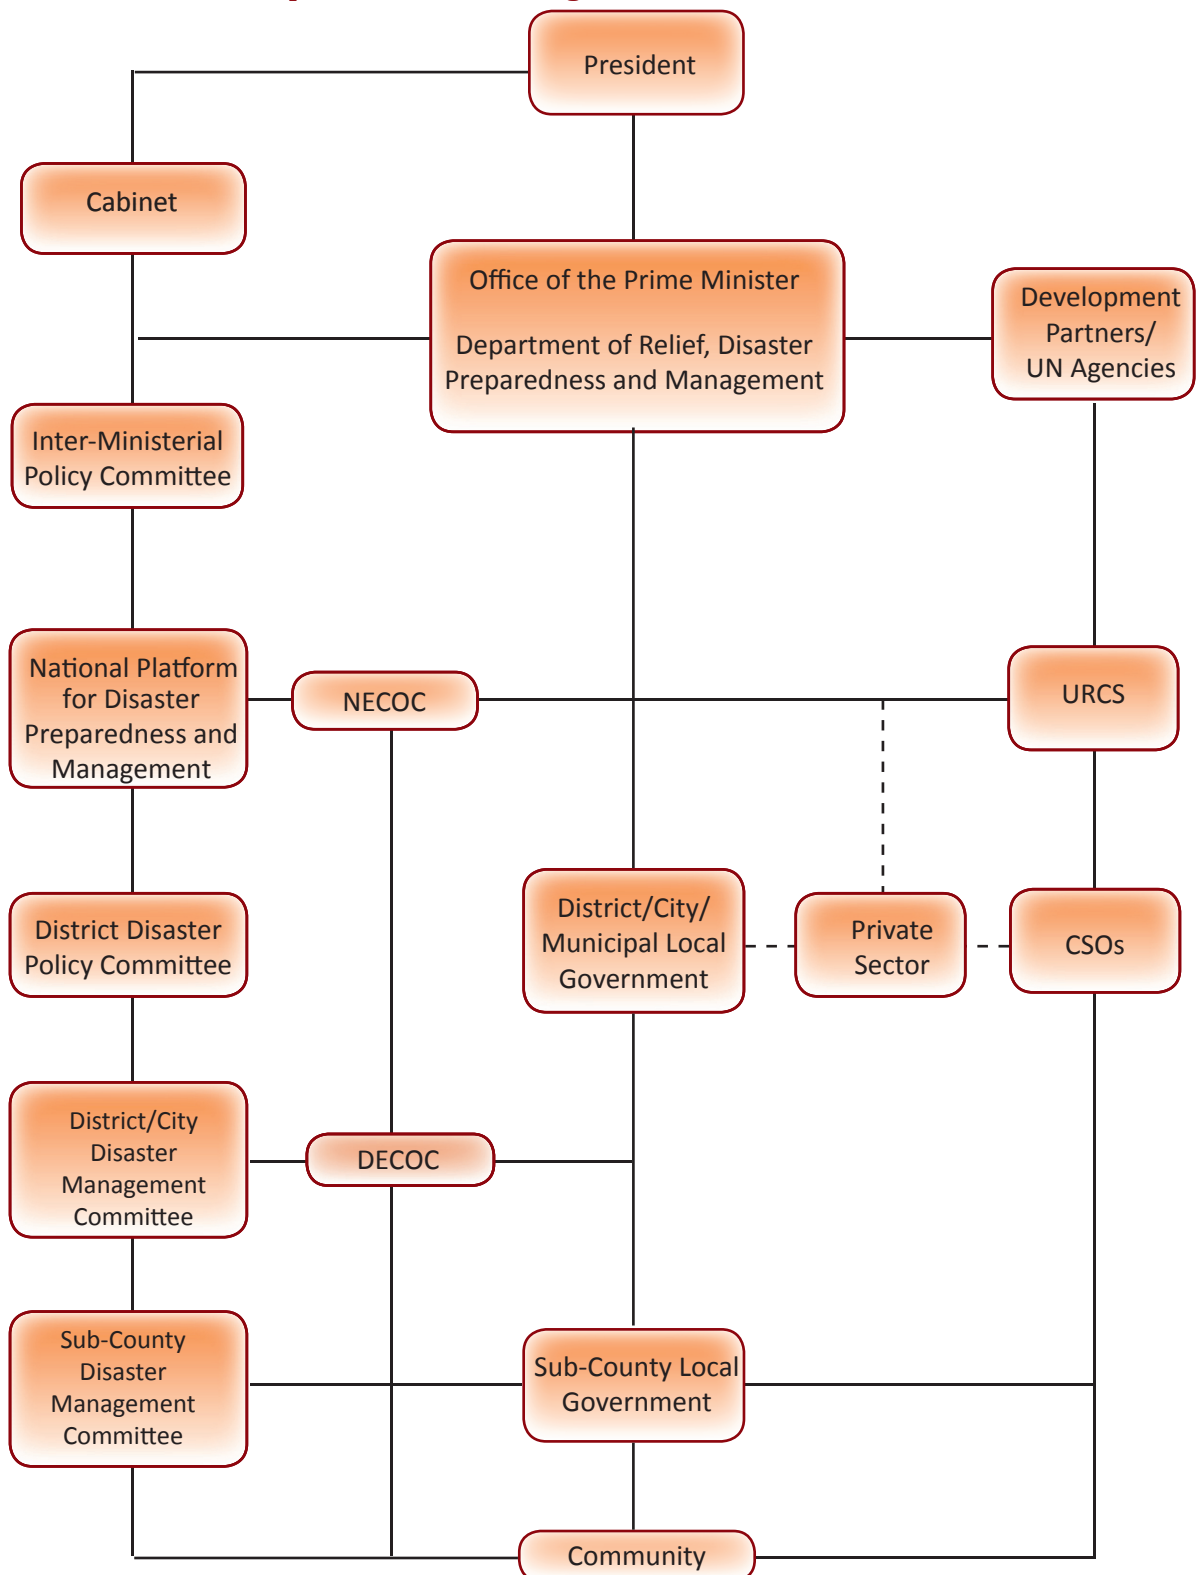 President
Cabinet
Office of the Prime Minister
Department of Relief, Disaster
Preparedness and Management
Development
Partners/
UN Agencies
Inter-Ministerial
Policy Committee
National Platform
for Disaster
Preparedness and
Management
NECOC
URCS
District Disaster
Policy Committee
District/City/
Municipal Local
Government
Private
Sector
CSOs
District/City
Disaster
Management
Committee
DECOC
Sub-County
Disaster
Management
Committee
Sub-County Local
Government
Community